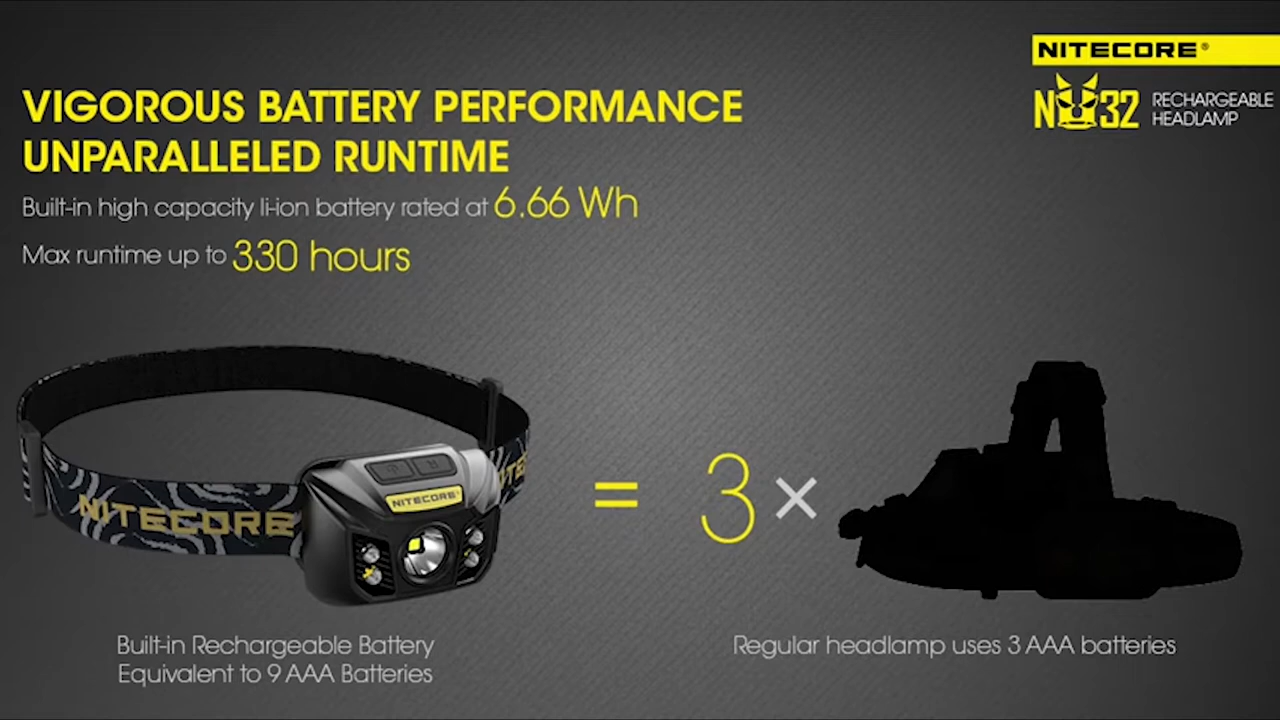 NITECORE®
NU32 RECHARGEABLE HEADLAMP
VIGOROUS BATTERY PERFORMANCE
UNPARALLELED RUNTIME
Built-in high capacity li-ion battery rated at 6.66 Wh
Max runtime up to 330 hours
NITECORE
NITECORE
NITE
= 3 ×
Built-in Rechargeable Battery
Equivalent to 9 AAA Batteries
Regular headlamp uses 3 AAA batteries